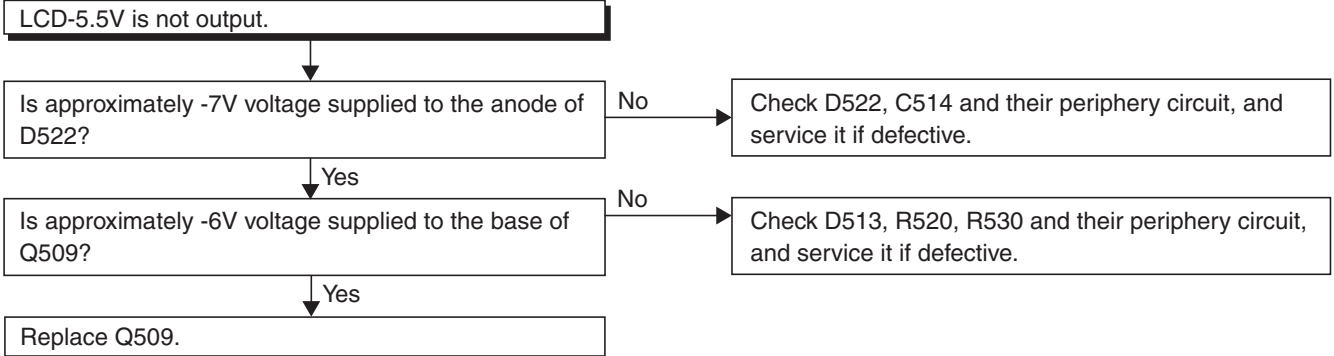 LCD-5.5V is not output.
Is approximately -7V voltage supplied to the anode of
D522?
No
Check D522, C514 and their periphery circuit, and
service it if defective.
Yes
Is approximately -6V voltage supplied to the base of
Q509?
No
Check D513, R520, R530 and their periphery circuit,
and service it if defective.
Yes
Replace Q509.